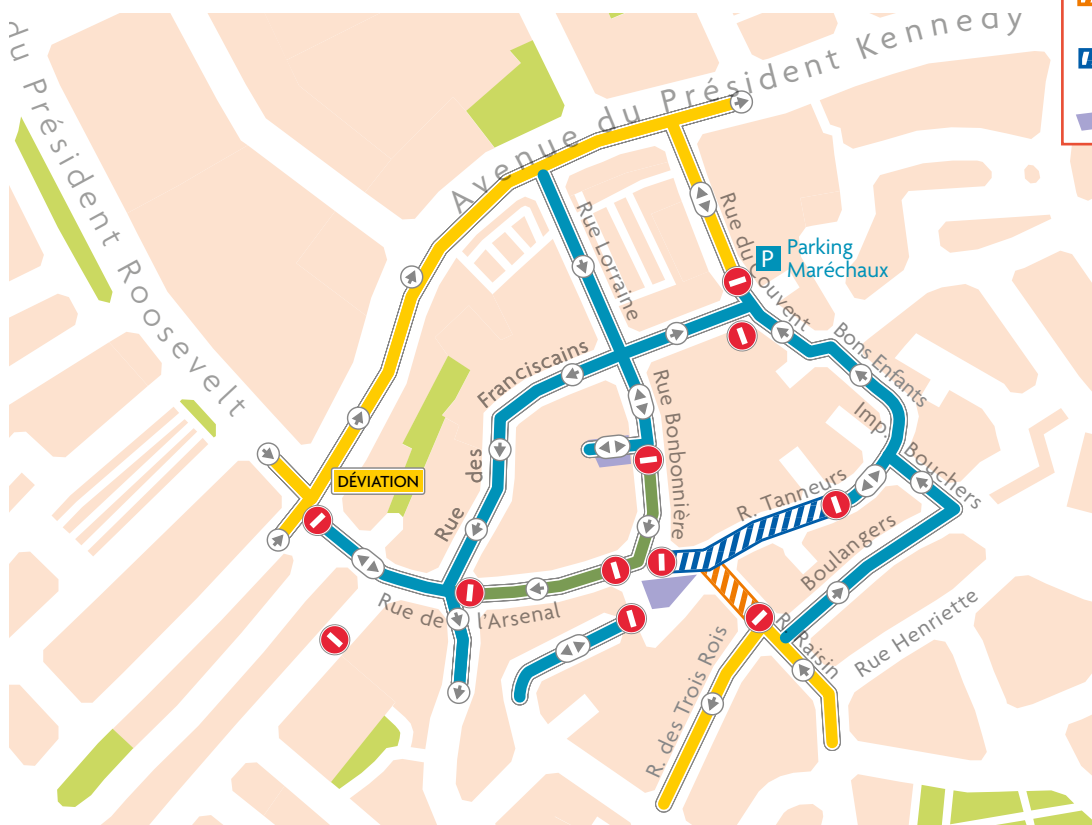 du Président Roosevelt
Avenue du Président Kennedy
Rue Lorraine
Rue du Couvent
P
Parking
Maréchaux
Bons Enfants
Imp.
Bouchers
Franciscains
des
Rue
Rue Bonbonnière
DÉVIATION
R. Tanneurs
Boulangers
Rue de l'Arsenal
R. Raisin
Rue Henriette
R. des Trois Rois